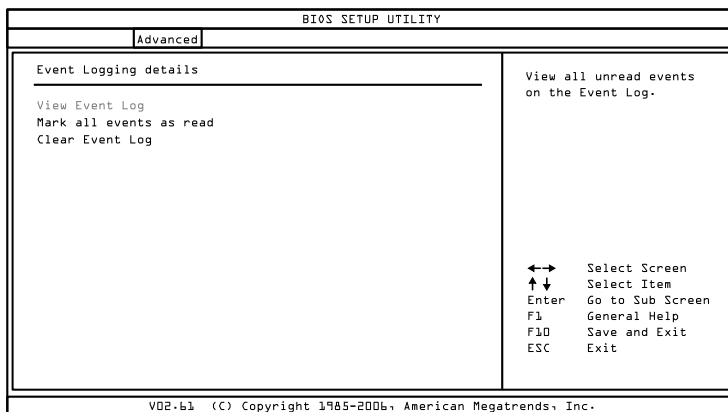 BIOS SETUP UTILITY
Advanced
Event Logging details
View Event Log
Mark all events as read
Clear Event Log
View all unread events
on the Event Log.
←→ Select Screen
↑↓ Select Item
Enter Go to Sub Screen
F1 General Help
F10 Save and Exit
ESC Exit
V02.61 (C) Copyright 1985-2006, American Megatrends, Inc.